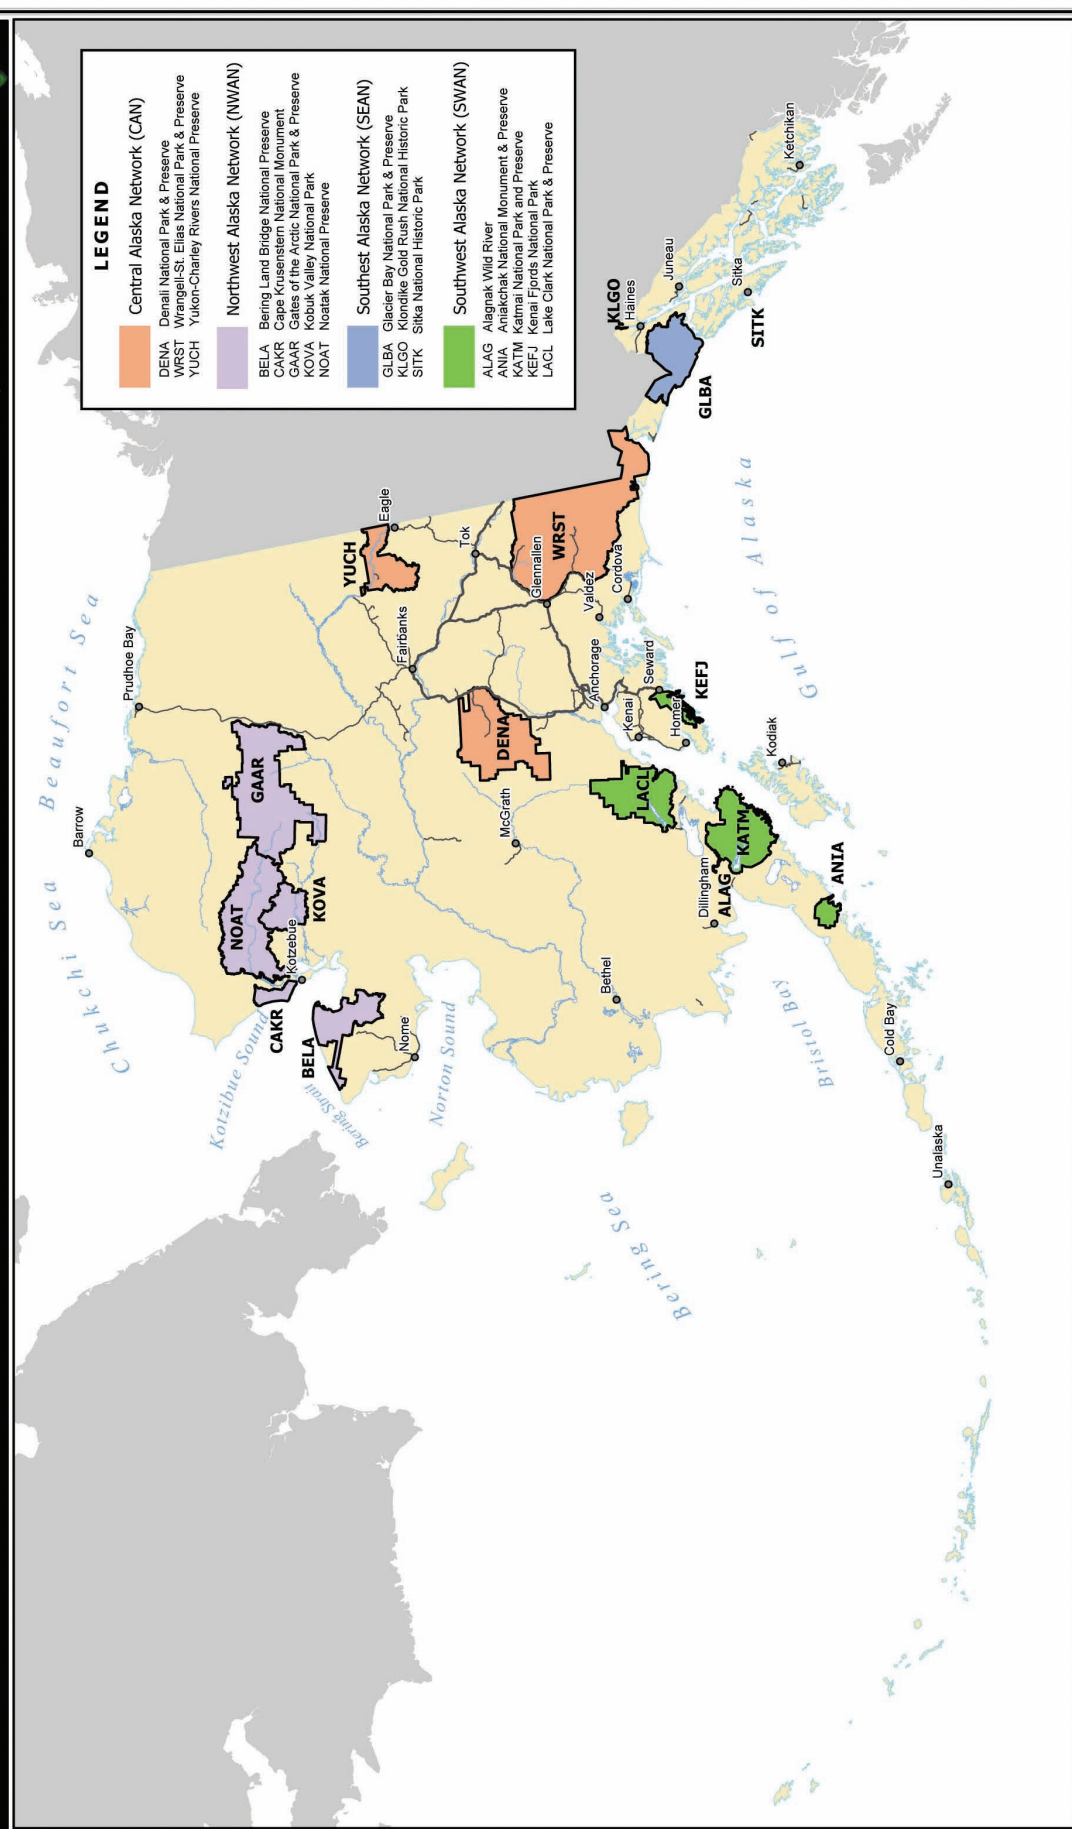 LEGEND
Central Alaska Network (CAN)
DENA Denali National Park & Preserve
WRST Wrangell-St. Elias National Park & Preserve
YUCH Yukon-Charley Rivers National Preserve
Northwest Alaska Network (NWAN)
BELA Bering Land Bridge National Preserve
CAKR Cape Krusenstern National Monument
GAAR Gates of the Arctic National Park & Preserve
KOVA Kobuk Valley National Park
NOAT Noatak National Preserve
Southest Alaska Network (SEAN)
GLBA Glacier Bay National Park & Preserve
KLGO Klondike Gold Rush National Historic Park
SITK Sitka National Historic Park
Southwest Alaska Network (SWAN)
ALAG Alagnak Wild River
ANIA Aniakchak National Monument & Preserve
KATM Katmai National Park and Preserve
KEFJ Kenai Fjords National Park
LACL Lake Clark National Park & Preserve
Beaufort Sea
Chukchi Sea
Barrow
Prudhoe Bay
GAAR
NOAT
KOVA
Kotzebue
CAKR
Kotzibue Sound
BELA
Bering Strait
Nome
Norton Sound
YUCH
Eagle
Fairbanks
Tok
DENA
McGrath
WRST
Glennallen
Valdez
Cordova
Anchorage
Kenai
Seward
Homer
KEFJ
LACL
KATM
ALAG
Dillingham
Bethel
Kodiak
ANIA
Bristol Bay
Cold Bay
Unalaska
Bering Sea
Gulf of Alaska
KLGO
Haines
Juneau
GLBA
Sitka
SITK
Ketchikan